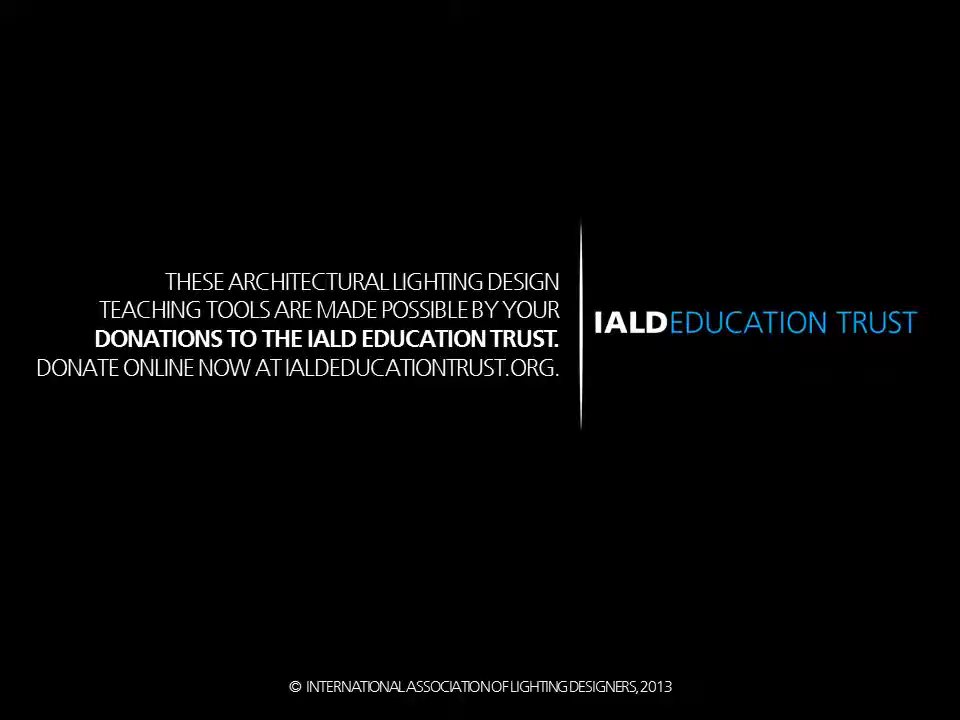 THESE ARCHITECTURAL LIGHTING DESIGN
TEACHING TOOLS ARE MADE POSSIBLE BY YOUR
DONATIONS TO THE IALD EDUCATION TRUST.
DONATE ONLINE NOW AT IALDEDUCATIONTRUST.ORG.
IALDEDUCATION TRUST
© INTERNATIONAL ASSOCIATION OF LIGHTING DESIGNERS, 2013